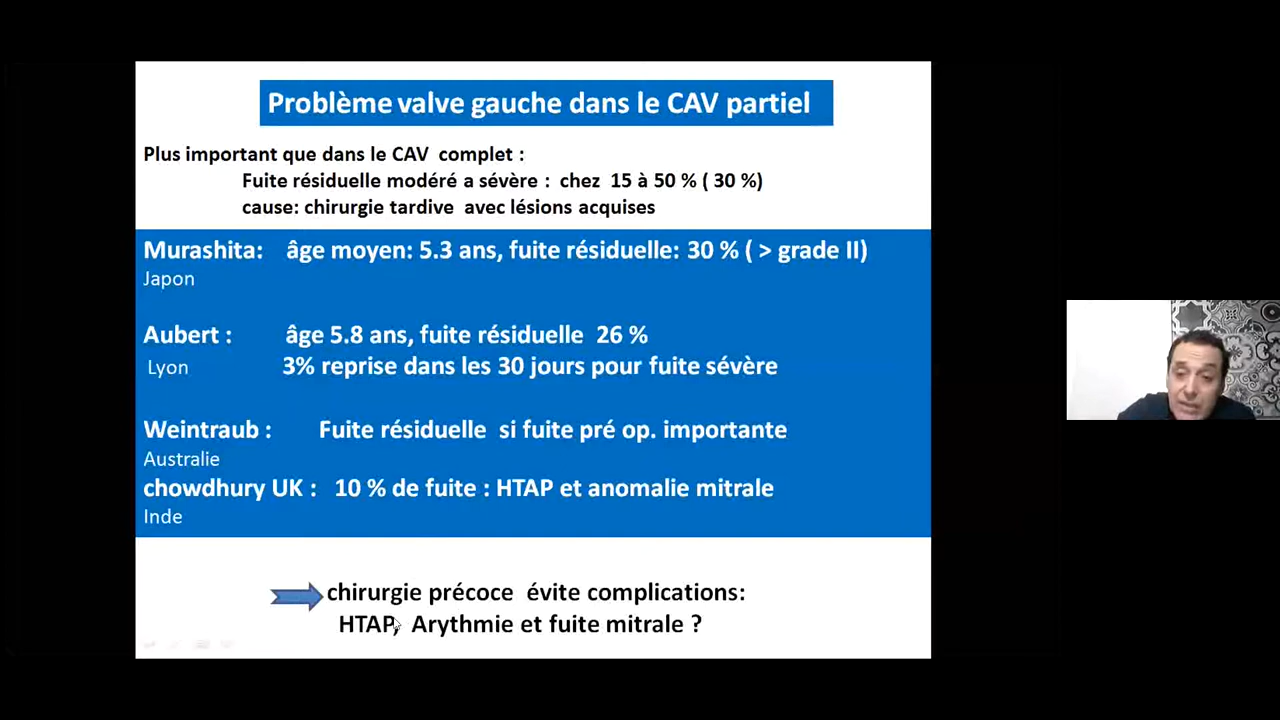 Problème valve gauche dans le CAV partiel
Plus important que dans le CAV complet :
Fuite résiduelle modéré a sévère : chez 15 à 50 % ( 30 %)
cause: chirurgie tardive avec lésions acquises
Murashita: âge moyen: 5.3 ans, fuite résiduelle: 30 % ( > grade II)
Japon
Aubert : âge 5.8 ans, fuite résiduelle 26 %
Lyon 3% reprise dans les 30 jours pour fuite sévère
Weintraub : Fuite résiduelle si fuite pré op. importante
Australie
chowdhury UK : 10 % de fuite : HTAP et anomalie mitrale
Inde
chirurgie précoce évite complications:
HTAP, Arythmie et fuite mitrale ?